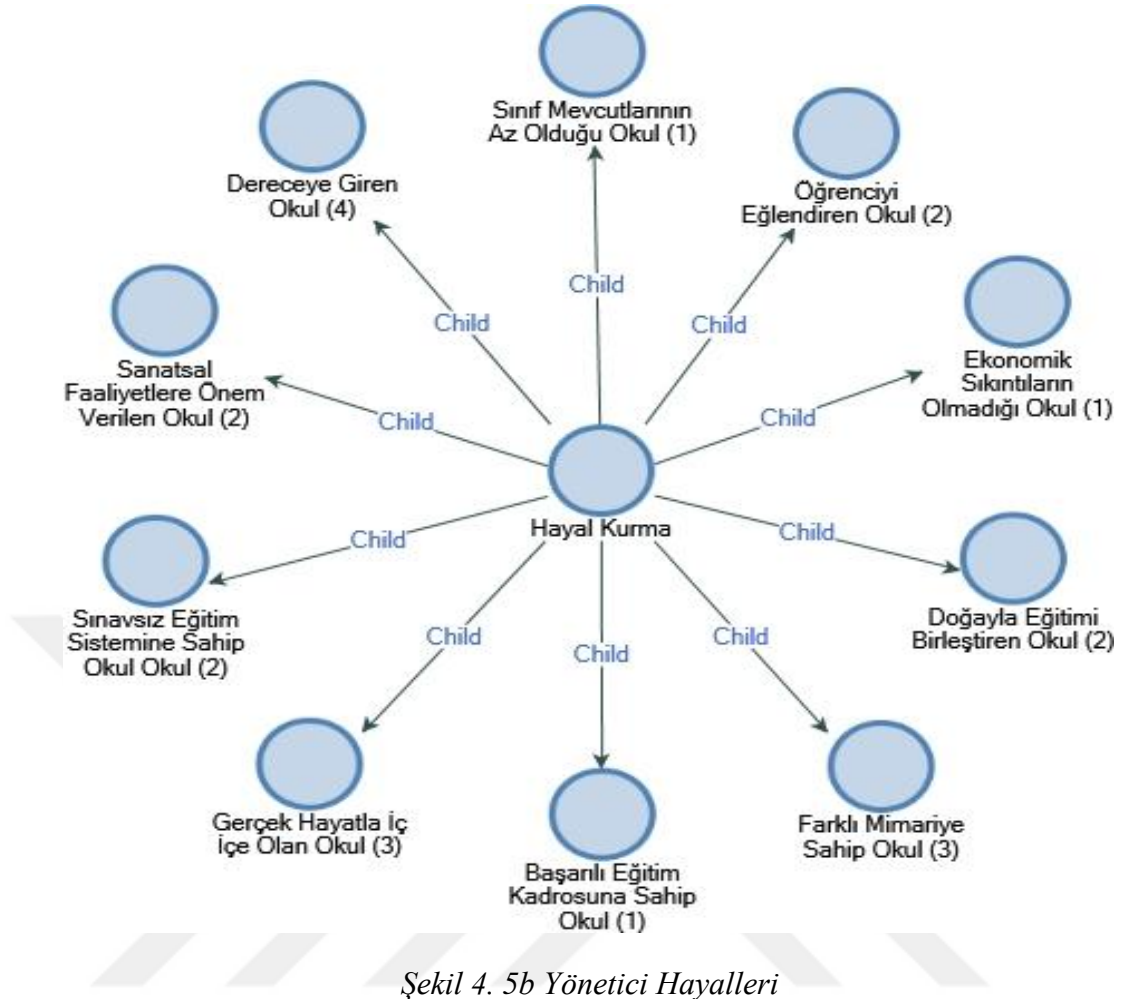 Sınıf Mevcutlarının
Az Olduğu Okul (1)
Dereceye Giren
Okul (4)
Öğrenciyi
Eğlendiren Okul (2)
Child
Child
Child
Sanatsal
Faaliyetlere Önem
Verilen Okul (2)
Ekonomik
Sıkıntıların
Olmadığı Okul (1)
Child
Child
Hayal Kurma
Child
Child
Sınavsız Eğitim
Sistemine Sahip
Okul Okul (2)
Doğayla Eğitimi
Birleştiren Okul (2)
Child
Child
Child
Gerçek Hayatla İç
İçe Olan Okul (3)
Farklı Mimariye
Sahip Okul (3)
Başarılı Eğitim
Kadrosuna Sahip
Okul (1)
Şekil 4. 5b Yönetici Hayalleri